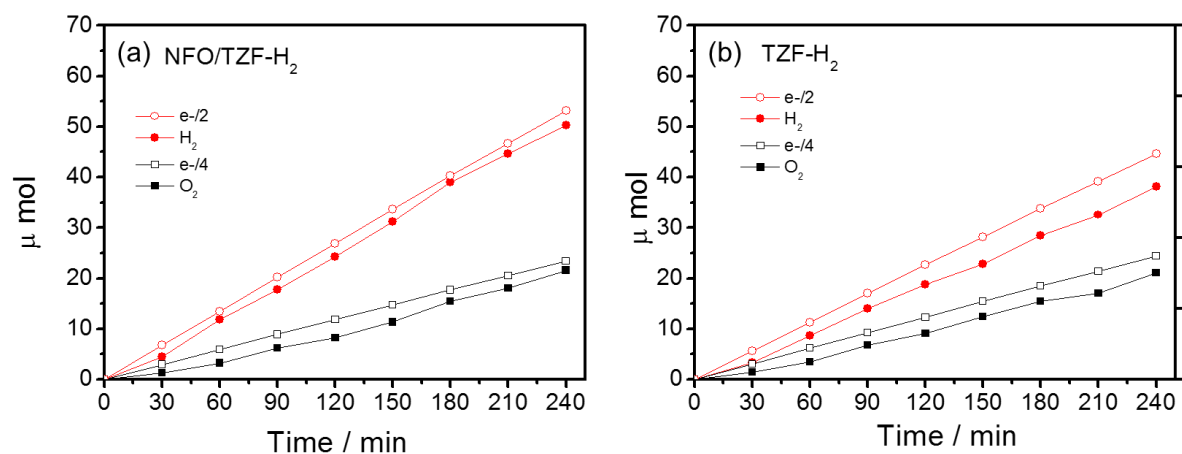 (a) NFO/TZF-H₂
e-/2
H₂
e-/4
O₂
70
60
50
40
30
20
10
0
μ mol
0 30 60 90 120 150 180 210 240
Time / min
(b) TZF-H₂
e-/2
H₂
e-/4
O₂
70
60
50
40
30
20
10
0
μ mol
0 30 60 90 120 150 180 210 240
Time / min